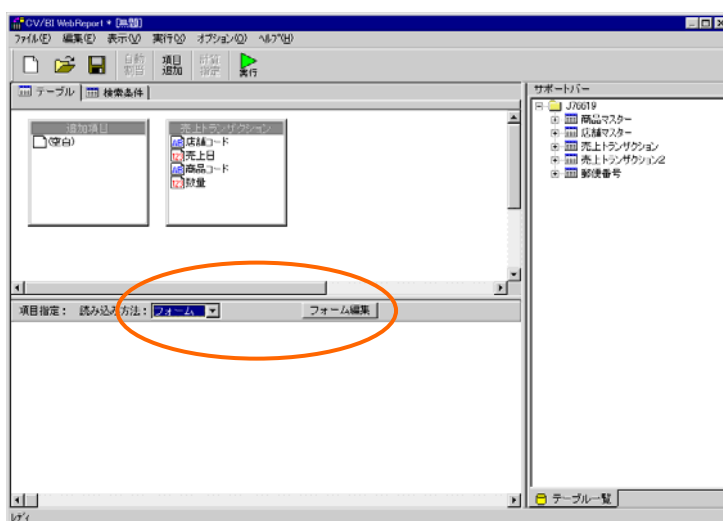 CV/BI WebReport * [無題]
ファイル(F) 編集(E) 表示(V) 実行(X) オプション(O) ヘルプ(H)
自動割当 項目追加 計算指定 実行
テーブル 検索条件
追加項目
(空白)
売上トランザクション
店舗コード
売上日
商品コード
数量
項目指定： 読み込み方法： フォーム フォーム編集
サポートバー
J76619
商品マスター
店舗マスター
売上トランザクション
売上トランザクション2
郵便番号
テーブル一覧
レディ